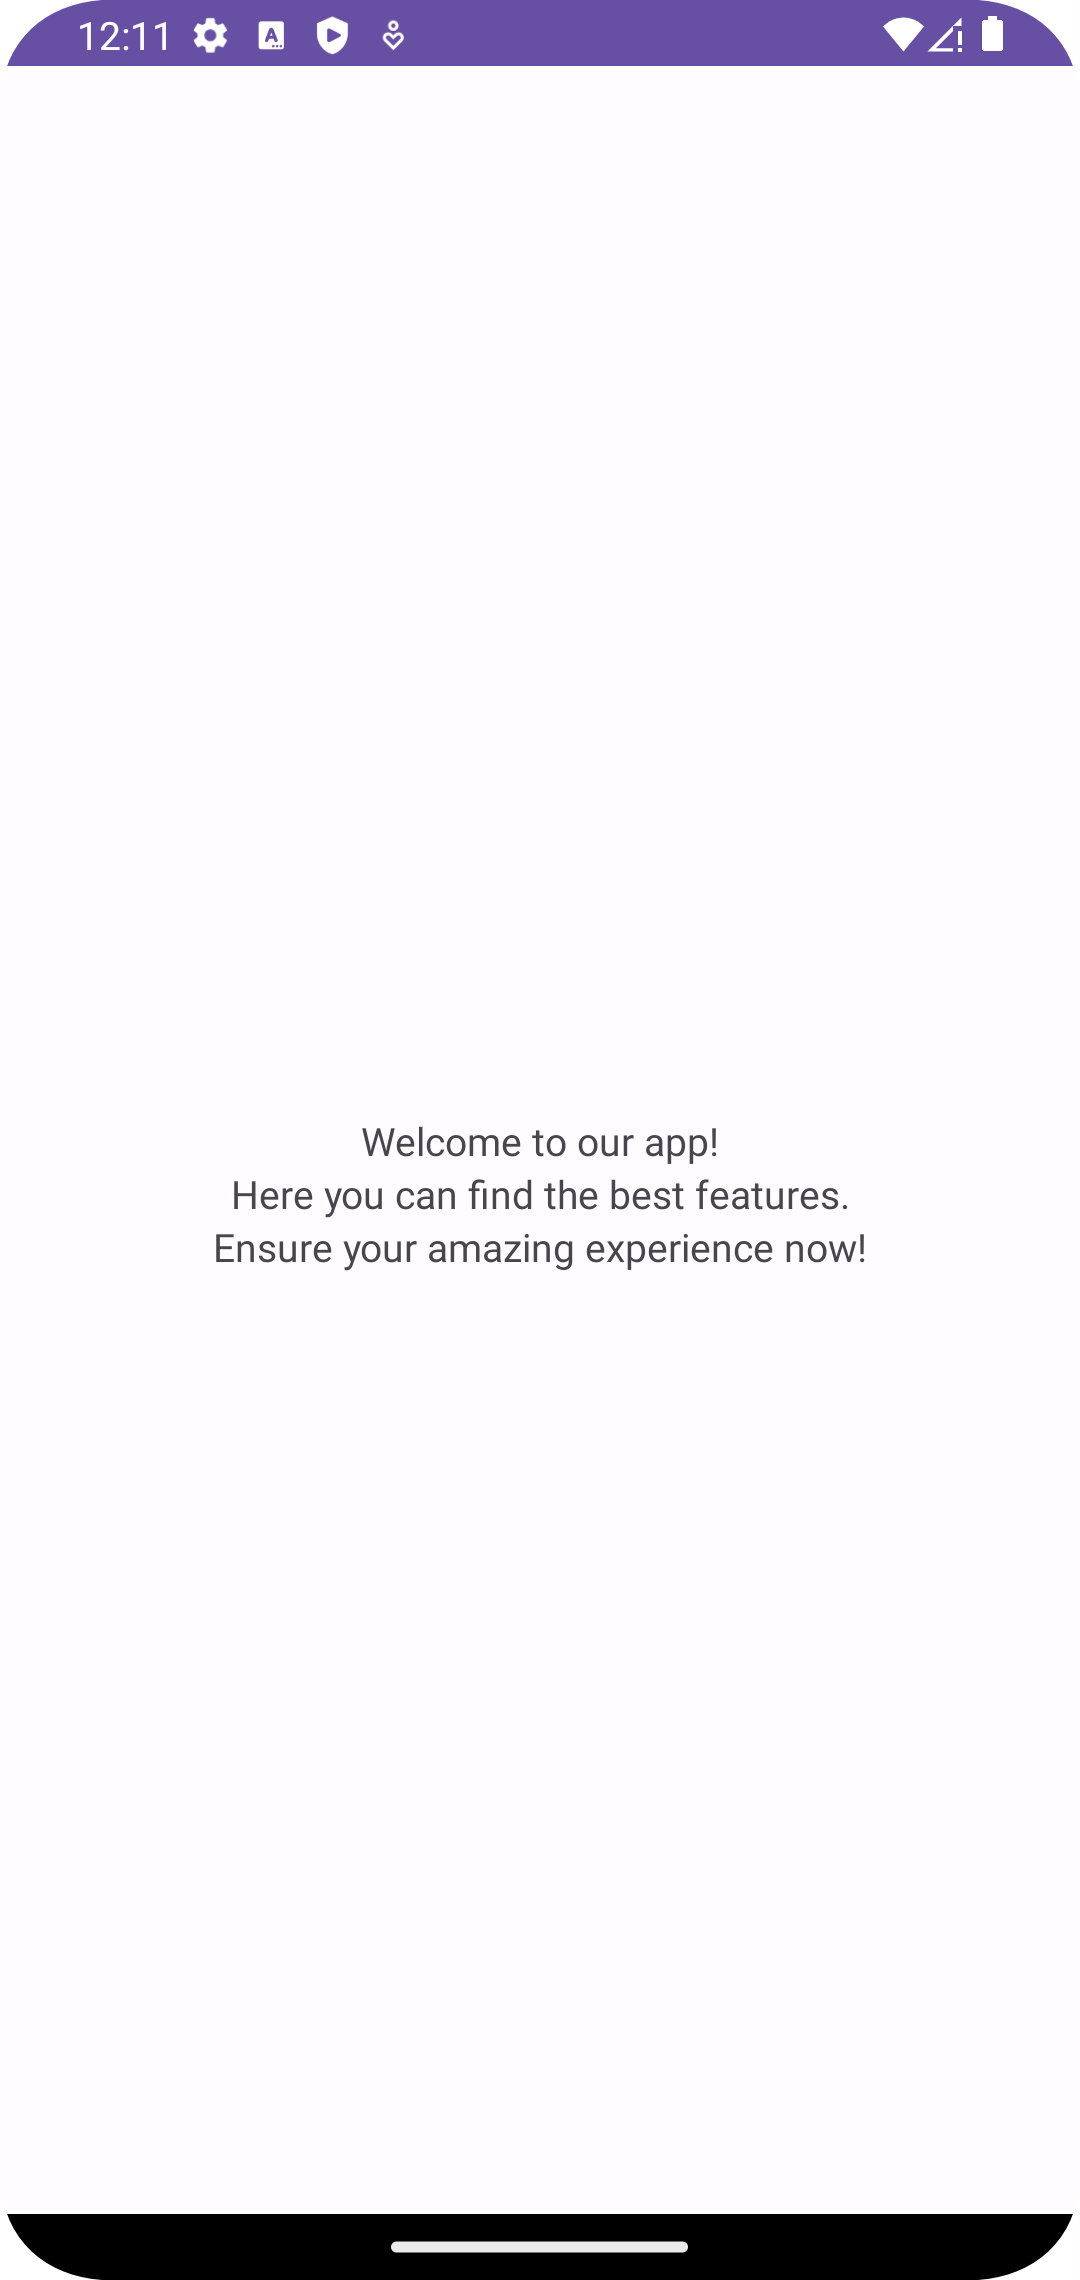 12:11
Welcome to our app!
Here you can find the best features.
Ensure your amazing experience now!